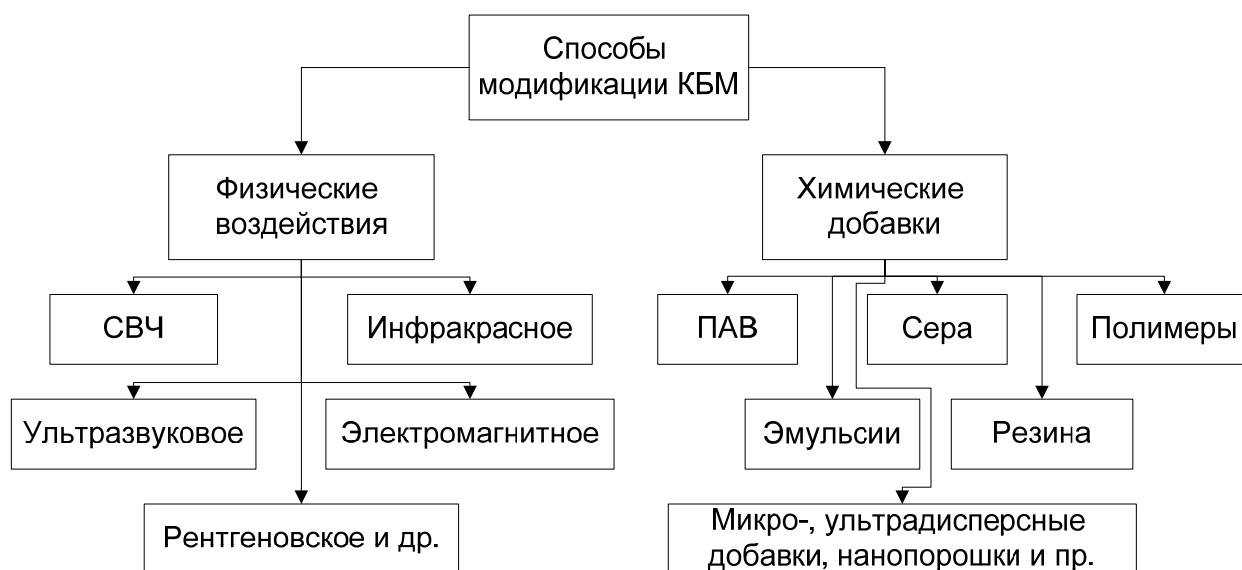 Способы
модификации КБМ
Физические
воздействия
Химические
добавки
СВЧ
Инфракрасное
ПАВ
Сера
Полимеры
Ультразвуковое
Электромагнитное
Эмульсии
Резина
Рентгеновское и др.
Микро-, ультрадисперсные
добавки, нанопорошки и пр.